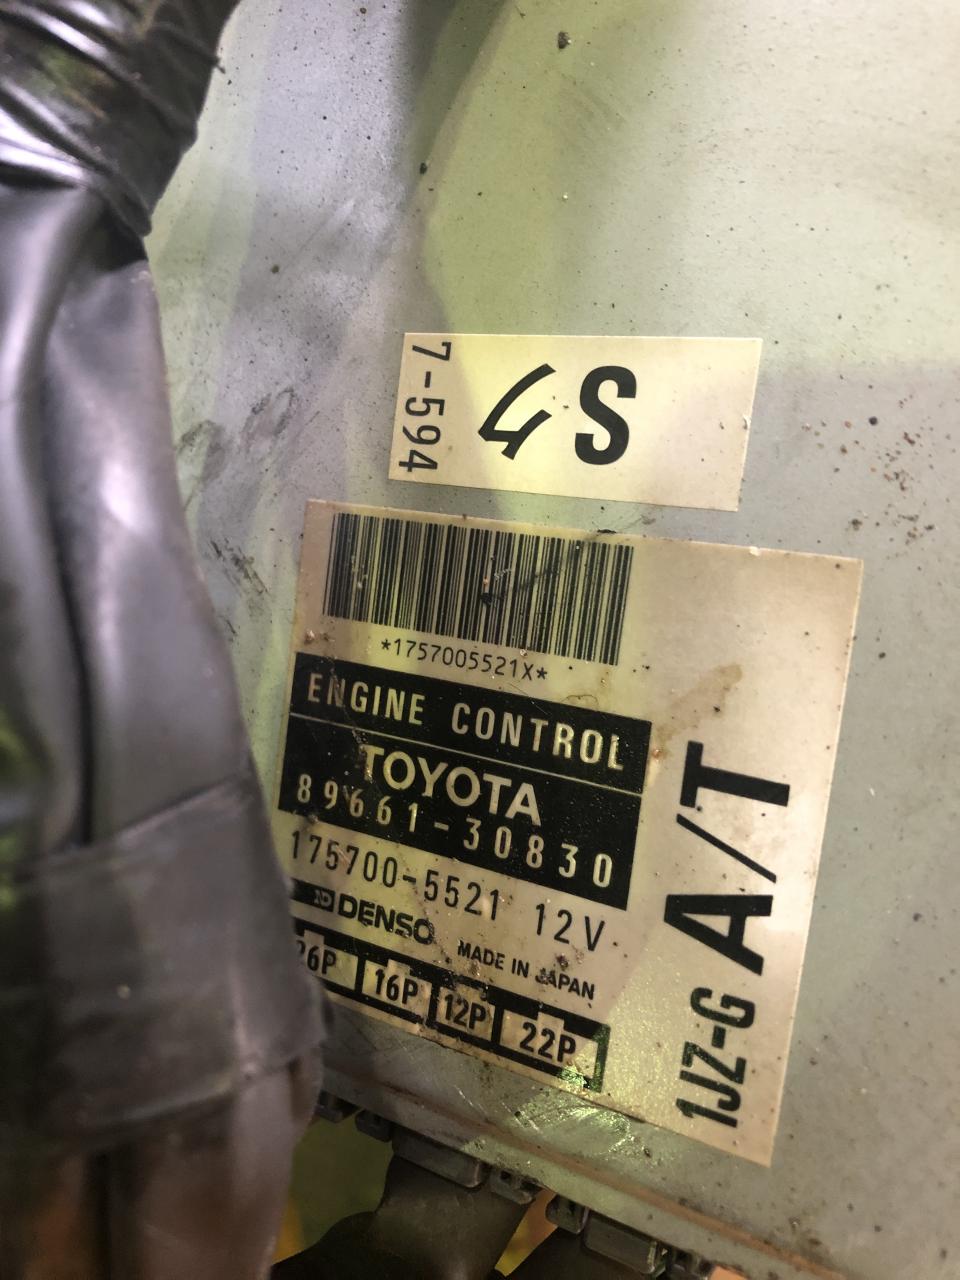 7-594
5S
*1757005521X*
ENGINE CONTROL
TOYOTA
89661-30830
175700-5521 12V
DENSO MADE IN JAPAN
26P 16P 12P 22P
1JZ-G A/T